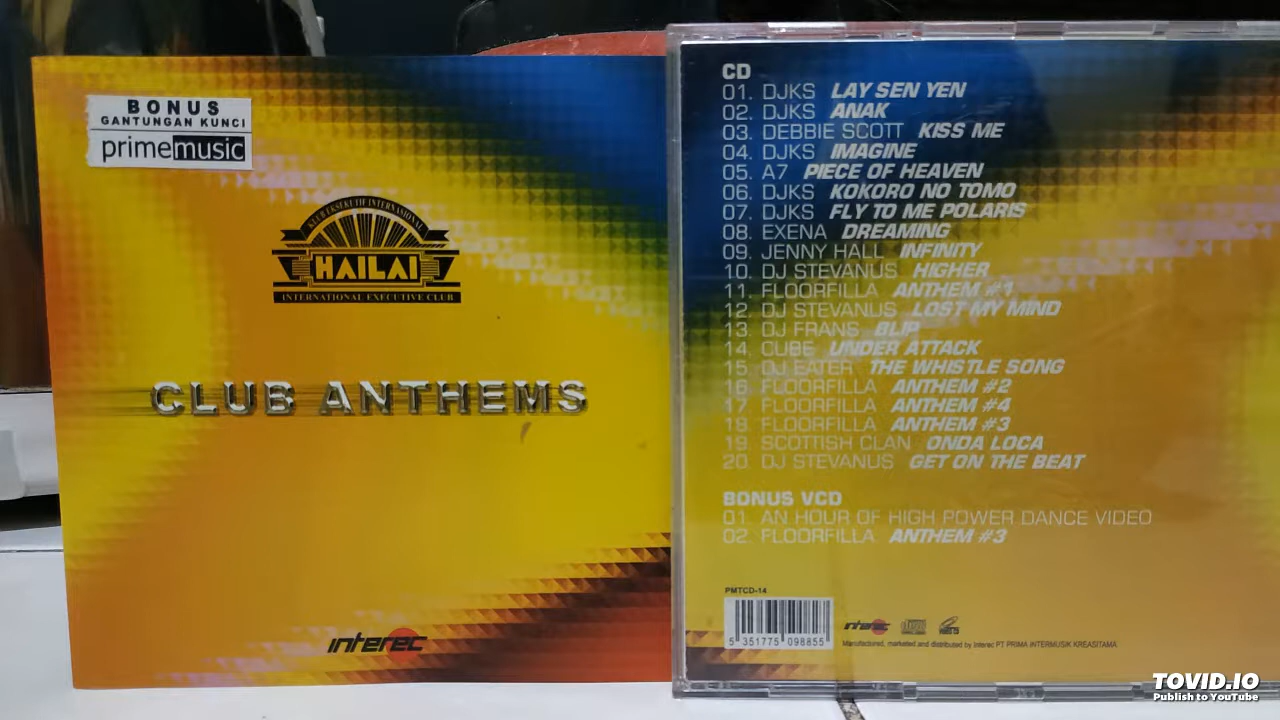 BONUS
GANTUNGAN KUNCI
primemusic
KLUB EKSEKUTIF INTERNASIONAL
HAILAI
INTERNATIONAL EXECUTIVE CLUB
CLUB ANTHEMS
interec
CD
01. DJKS LAY SEN YEN
02. DJKS ANAK
03. DEBBIE SCOTT KISS ME
04. DJKS IMAGINE
05. A7 PIECE OF HEAVEN
06. DJKS KOKORO NO TOMO
07. DJKS FLY TO ME POLARIS
08. EXENA DREAMING
09. JENNY HALL INFINITY
10. DJ STEVANUS HIGHER
11. FLOORFILLA ANTHEM #1
12. DJ STEVANUS LOST MY MIND
13. DJ FRANS BLIP
14. CUBE UNDER ATTACK
15. DJ EATER THE WHISTLE SONG
16. FLOORFILLA ANTHEM #2
17. FLOORFILLA ANTHEM #4
18. FLOORFILLA ANTHEM #3
19. SCOTTISH CLAN ONDA LOCA
20. DJ STEVANUS GET ON THE BEAT
BONUS VCD
01. AN HOUR OF HIGH POWER DANCE VIDEO
02. FLOORFILLA ANTHEM #3
PMTCD-14
5 351775 098855
interec
Manufactured, marketed and distributed by Interec PT PRIMA INTERMUSIK KREASITAMA
TOVID.IO
Publish to YouTube